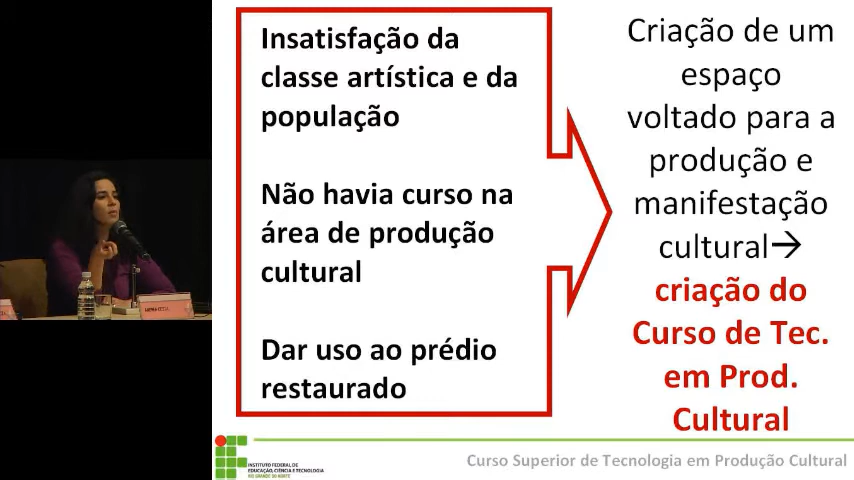 Insatisfação da
classe artística e da
população
Não havia curso na
área de produção
cultural
Dar uso ao prédio
restaurado
Criação de um
espaço
voltado para a
produção e
manifestação
cultural→
criação do
Curso de Tec.
em Prod.
Cultural
INSTITUTO FEDERAL DE
EDUCAÇÃO, CIÊNCIA E TECNOLOGIA
RIO GRANDE DO NORTE
Curso Superior de Tecnologia em Produção Cultural